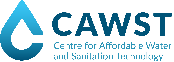 CAWST
Centre for Affordable Water
and Sanitation Technology